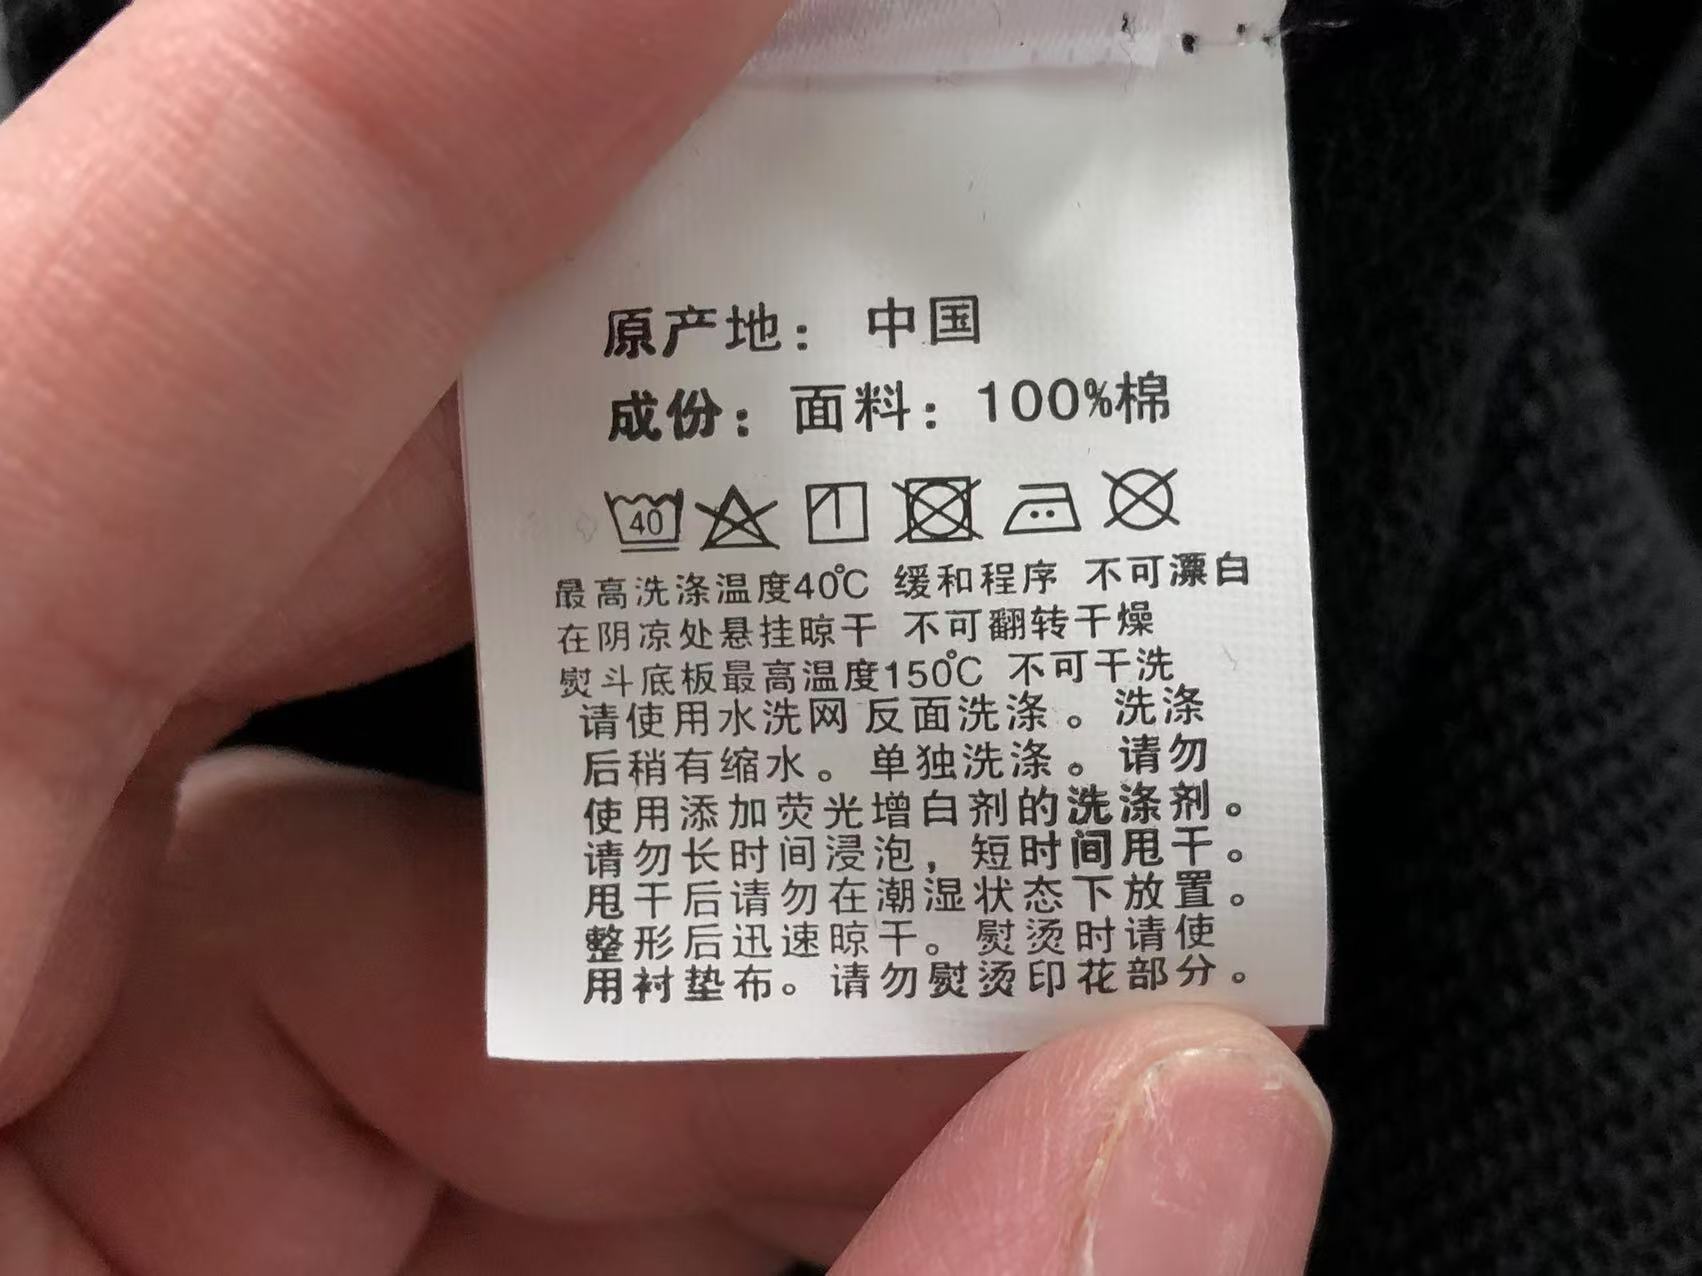 原产地： 中国
成份：面料：100%棉
40
最高洗涤温度40℃ 缓和程序 不可漂白
在阴凉处悬挂晾干 不可翻转干燥
熨斗底板最高温度150℃ 不可干洗
请使用水洗网反面洗涤。洗涤
后稍有缩水。单独洗涤。请勿
使用添加荧光增白剂的洗涤剂。
请勿长时间浸泡，短时间甩干。
甩干后请勿在潮湿状态下放置。
整形后迅速晾干。熨烫时请使
用衬垫布。请勿熨烫印花部分。